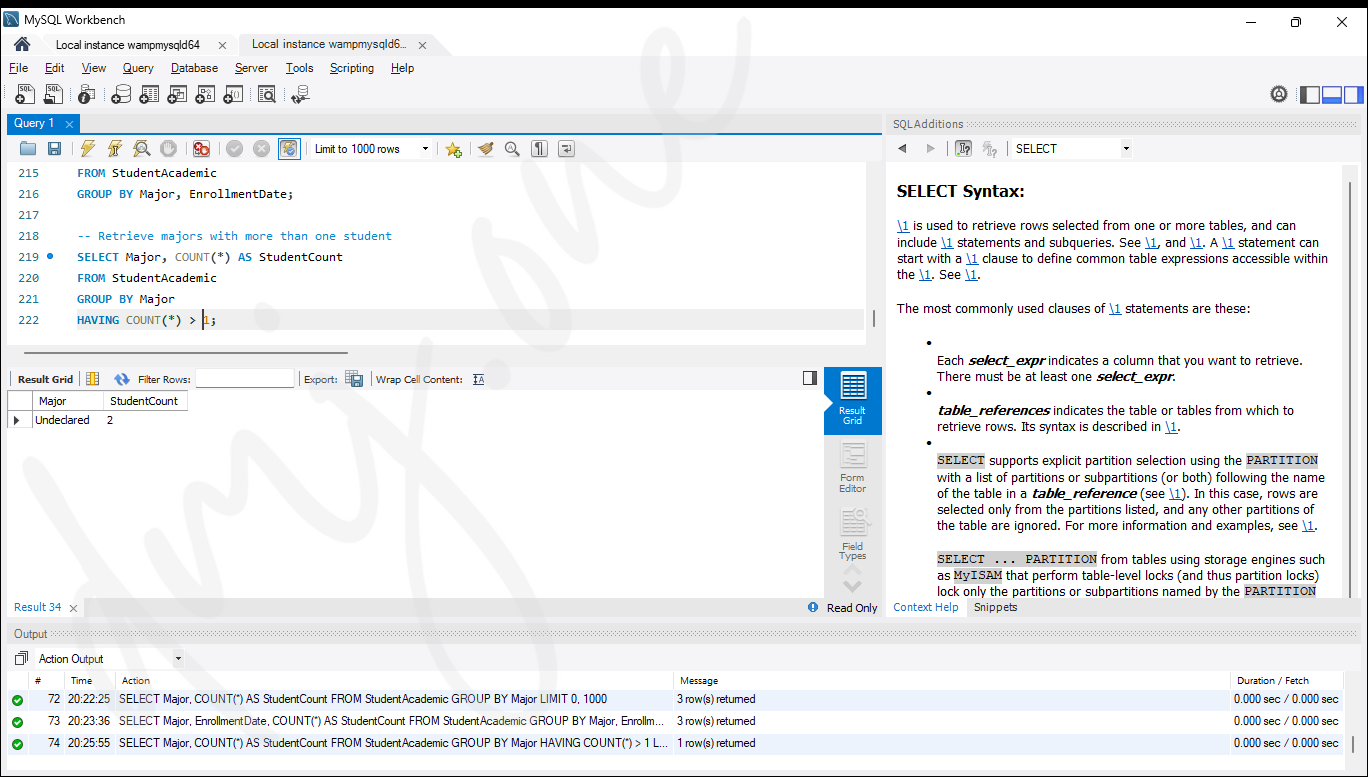 MySQL Workbench
Local instance wampmysqld64
Local instance wampmysqld6...
File Edit View Query Database Server Tools Scripting Help
Query 1
Limit to 1000 rows
215 FROM StudentAcademic
216 GROUP BY Major, EnrollmentDate;
217
218 -- Retrieve majors with more than one student
219 SELECT Major, COUNT(*) AS StudentCount
220 FROM StudentAcademic
221 GROUP BY Major
222 HAVING COUNT(*) > 1;
Result Grid Filter Rows: Export: Wrap Cell Content:
Major StudentCount
Undeclared 2
Result Grid
Form Editor
Field Types
Result 34
Read Only
SQLAdditions
SELECT
SELECT Syntax:
\1 is used to retrieve rows selected from one or more tables, and can
include \1 statements and subqueries. See \1, and \1. A \1 statement can
start with a \1 clause to define common table expressions accessible within
the \1. See \1.
The most commonly used clauses of \1 statements are these:
Each select_expr indicates a column that you want to retrieve.
There must be at least one select_expr.
table_references indicates the table or tables from which to
retrieve rows. Its syntax is described in \1.
SELECT supports explicit partition selection using the PARTITION
with a list of partitions or subpartitions (or both) following the name
of the table in a table_reference (see \1). In this case, rows are
selected only from the partitions listed, and any other partitions of
the table are ignored. For more information and examples, see \1.
SELECT ... PARTITION from tables using storage engines such
as MyISAM that perform table-level locks (and thus partition locks)
lock only the partitions or subpartitions named by the PARTITION
Context Help Snippets
Output
Action Output
# Time Action Message Duration / Fetch
72 20:22:25 SELECT Major, COUNT(*) AS StudentCount FROM StudentAcademic GROUP BY Major LIMIT 0, 1000 3 row(s) returned 0.000 sec / 0.000 sec
73 20:23:36 SELECT Major, EnrollmentDate, COUNT(*) AS StudentCount FROM StudentAcademic GROUP BY Major, Enrollm... 3 row(s) returned 0.000 sec / 0.000 sec
74 20:25:55 SELECT Major, COUNT(*) AS StudentCount FROM StudentAcademic GROUP BY Major HAVING COUNT(*) > 1 L... 1 row(s) returned 0.000 sec / 0.000 sec